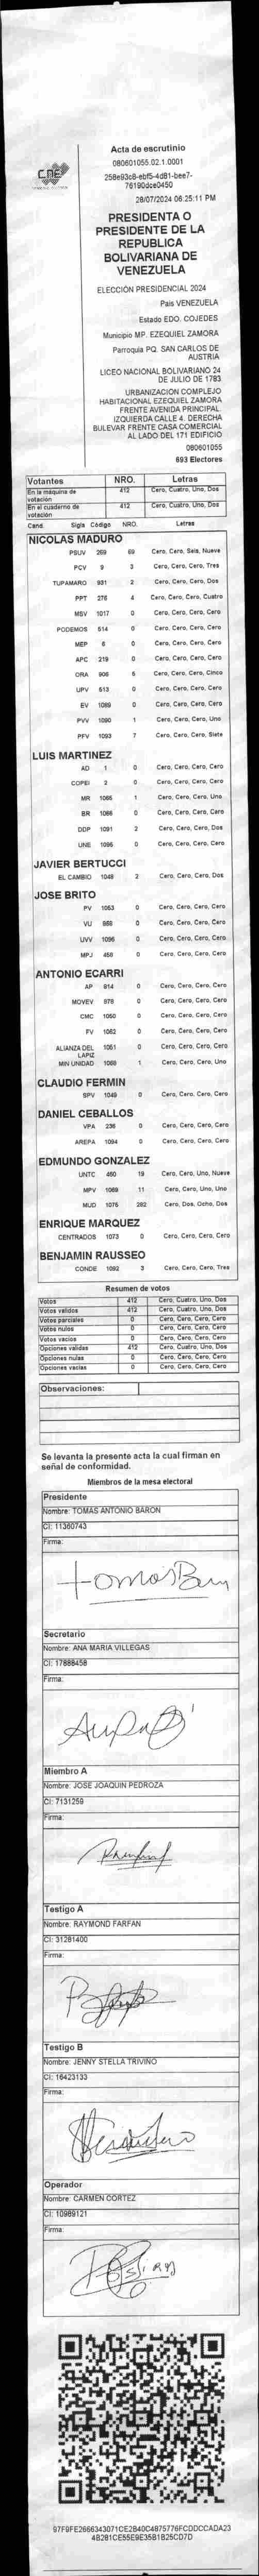 Acta de escrutinio
080601055.02.1.0001
258e93c8-ebf5-4d81-bee7-
76190dce0450
28/07/2024 06:25:11 PM
CNE
PRESIDENTA O
PRESIDENTE DE LA
REPUBLICA
BOLIVARIANA DE
VENEZUELA
ELECCIÓN PRESIDENCIAL 2024
Pais VENEZUELA
Estado EDO. COJEDES
Municipio MP. EZEQUIEL ZAMORA
Parroquia PQ. SAN CARLOS DE
AUSTRIA
LICEO NACIONAL BOLIVARIANO 24
DE JULIO DE 1783
URBANIZACION COMPLEJO
HABITACIONAL EZEQUIEL ZAMORA
FRENTE AVENIDA PRINCIPAL.
IZQUIERDA CALLE 4. DERECHA
BULEVAR FRENTE CASA COMERCIAL
AL LADO DEL 171 EDIFICIO
080601055
693 Electores
Votantes NRO. Letras
En la máquina de votación 412 Cero, Cuatro, Uno, Dos
En el cuaderno de votación 412 Cero, Cuatro, Uno, Dos
Cand. Sigla Código NRO. Letras
NICOLAS MADURO
PSUV 269 69 Cero, Cero, Seis, Nueve
PCV 9 3 Cero, Cero, Cero, Tres
TUPAMARO 931 2 Cero, Cero, Cero, Dos
PPT 276 4 Cero, Cero, Cero, Cuatro
MSV 1017 0 Cero, Cero, Cero, Cero
PODEMOS 514 0 Cero, Cero, Cero, Cero
MEP 6 0 Cero, Cero, Cero, Cero
APC 219 0 Cero, Cero, Cero, Cero
ORA 906 5 Cero, Cero, Cero, Cinco
UPV 513 0 Cero, Cero, Cero, Cero
EV 1089 0 Cero, Cero, Cero, Cero
PVV 1090 1 Cero, Cero, Cero, Uno
PFV 1093 7 Cero, Cero, Cero, Siete
LUIS MARTINEZ
AD 1 0 Cero, Cero, Cero, Cero
COPEI 2 0 Cero, Cero, Cero, Cero
MR 1065 1 Cero, Cero, Cero, Uno
BR 1066 0 Cero, Cero, Cero, Cero
DDP 1091 2 Cero, Cero, Cero, Dos
UNE 1095 0 Cero, Cero, Cero, Cero
JAVIER BERTUCCI
EL CAMBIO 1048 2 Cero, Cero, Cero, Dos
JOSE BRITO
PV 1053 0 Cero, Cero, Cero, Cero
VU 958 0 Cero, Cero, Cero, Cero
UVV 1096 0 Cero, Cero, Cero, Cero
MPJ 458 0 Cero, Cero, Cero, Cero
ANTONIO ECARRI
AP 814 0 Cero, Cero, Cero, Cero
MOVEV 978 0 Cero, Cero, Cero, Cero
CMC 1050 0 Cero, Cero, Cero, Cero
FV 1062 0 Cero, Cero, Cero, Cero
ALIANZA DEL LAPIZ 1051 0 Cero, Cero, Cero, Cero
MIN UNIDAD 1069 1 Cero, Cero, Cero, Uno
CLAUDIO FERMIN
SPV 1049 0 Cero, Cero, Cero, Cero
DANIEL CEBALLOS
VPA 236 0 Cero, Cero, Cero, Cero
AREPA 1094 0 Cero, Cero, Cero, Cero
EDMUNDO GONZALEZ
UNTC 460 19 Cero, Cero, Uno, Nueve
MPV 1069 11 Cero, Cero, Uno, Uno
MUD 1075 282 Cero, Dos, Ocho, Dos
ENRIQUE MARQUEZ
CENTRADOS 1073 0 Cero, Cero, Cero, Cero
BENJAMIN RAUSSEO
CONDE 1092 3 Cero, Cero, Cero, Tres
Resumen de votos
Votos 412 Cero, Cuatro, Uno, Dos
Votos validos 412 Cero, Cuatro, Uno, Dos
Votos parciales 0 Cero, Cero, Cero, Cero
Votos nulos 0 Cero, Cero, Cero, Cero
Votos vacíos 0 Cero, Cero, Cero, Cero
Opciones validas 412 Cero, Cuatro, Uno, Dos
Opciones nulas 0 Cero, Cero, Cero, Cero
Opciones vacías 0 Cero, Cero, Cero, Cero
Observaciones:
Se levanta la presente acta la cual firman en
señal de conformidad.
Miembros de la mesa electoral
Presidente
Nombre: TOMAS ANTONIO BARON
CI: 11360743
Firma:
Secretario
Nombre: ANA MARIA VILLEGAS
CI: 17888458
Firma:
Miembro A
Nombre: JOSE JOAQUIN PEDROZA
CI: 7131259
Firma:
Testigo A
Nombre: RAYMOND FARFAN
CI: 31281400
Firma:
Testigo B
Nombre: JENNY STELLA TRIVINO
CI: 16423133
Firma:
Operador
Nombre: CARMEN CORTEZ
CI: 10989121
Firma:
97F9FE2666343071CE2B40C4875776FCDDCCADA23
4B281CE55E9E35B1B25CD7D